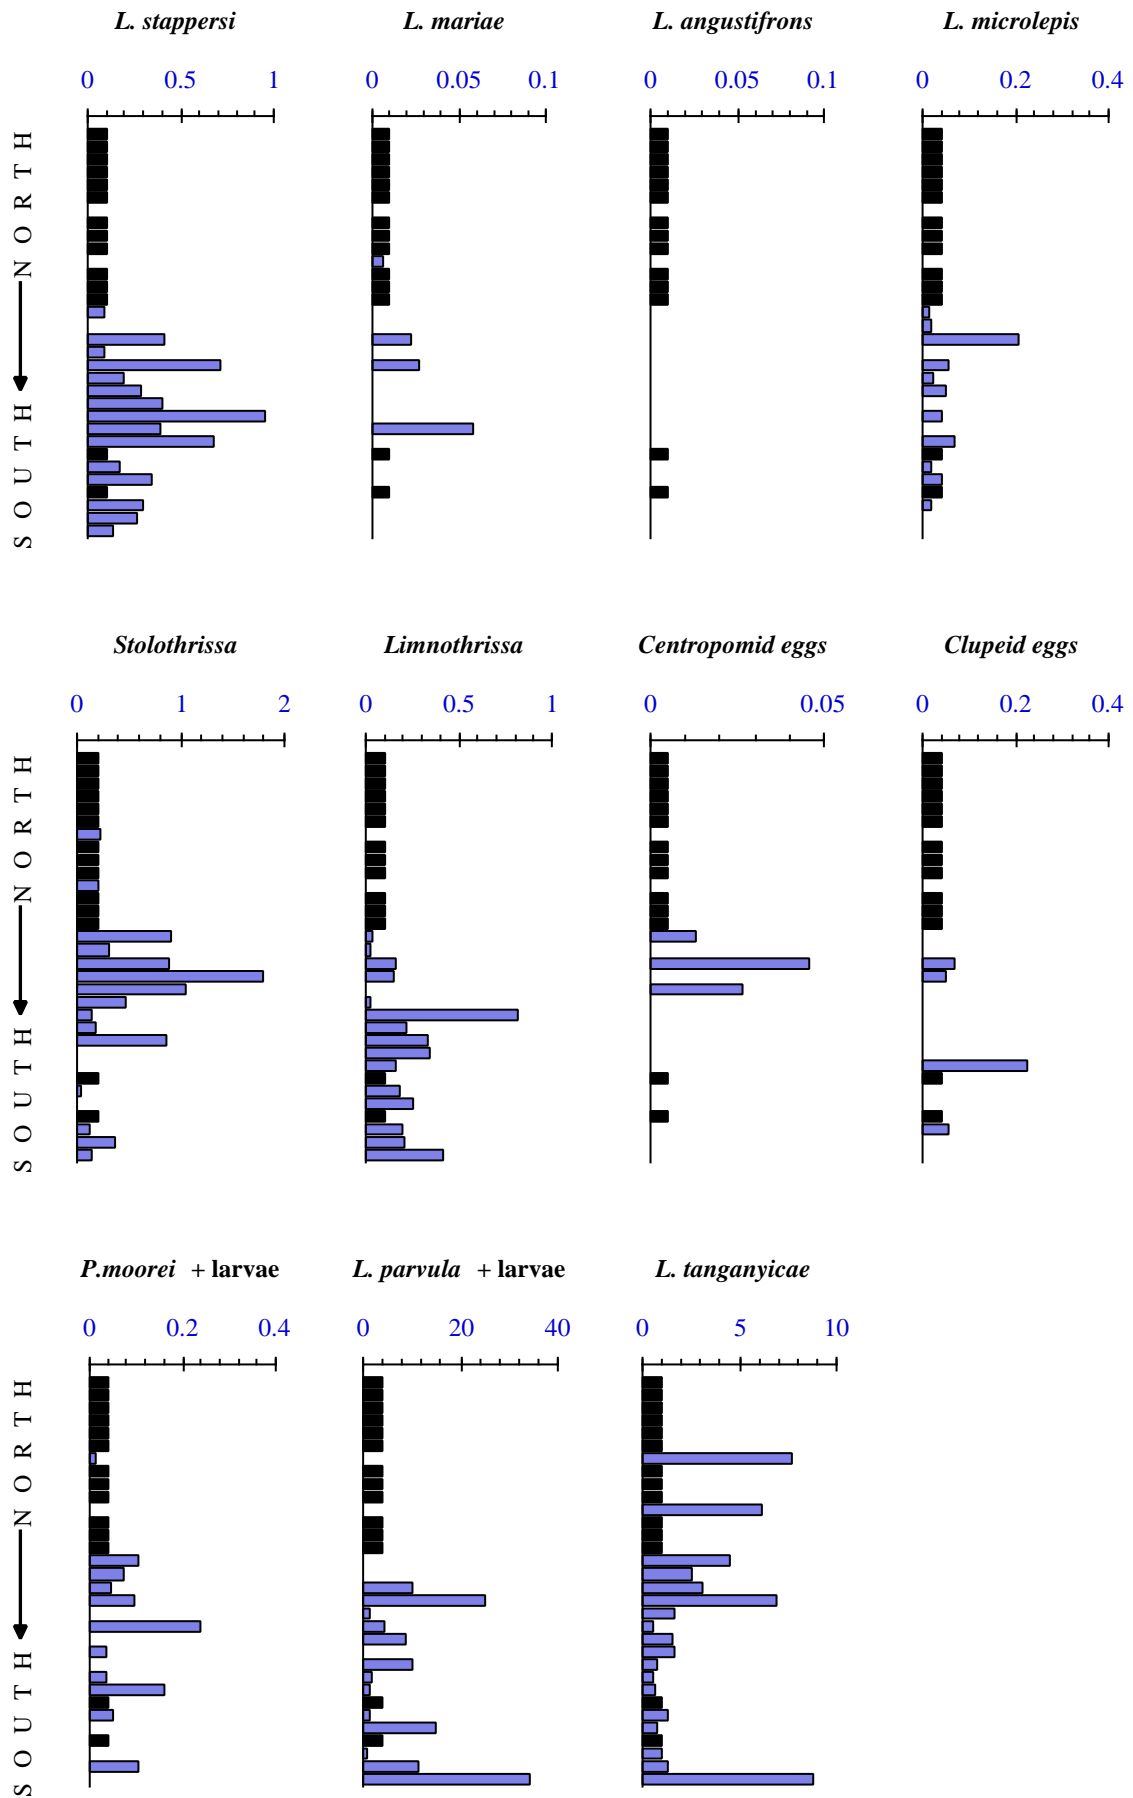 L. stappersi L. mariae L. angustifrons L. microlepis
0 0.5 1 0 0.05 0.1 0 0.05 0.1 0 0.2 0.4
SOUTH NORTH
Stolothrissa Limnothrissa Centropomid eggs Clupeid eggs
0 1 2 0 0.5 1 0 0.05 0 0.2 0.4
SOUTH NORTH
P.moorei + larvae L. parvula + larvae L. tanganyicae
0 0.2 0.4 0 20 40 0 5 10
SOUTH NORTH